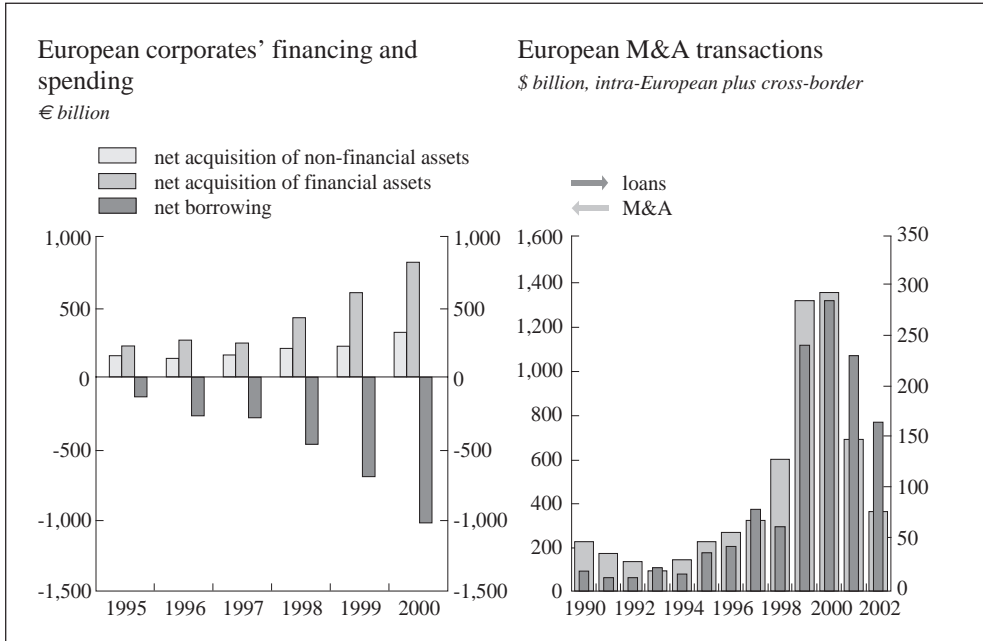 European corporates’ financing and
spending
€ billion
net acquisition of non-financial assets
net acquisition of financial assets
net borrowing
1,000
500
0
-500
-1,000
-1,500
1,000
500
0
-500
-1,000
-1,500
1995 1996 1997 1998 1999 2000
European M&A transactions
$ billion, intra-European plus cross-border
loans
M&A
1,600
1,400
1,200
1,000
800
600
400
200
0
350
300
250
200
150
100
50
0
1990 1992 1994 1996 1998 2000 2002